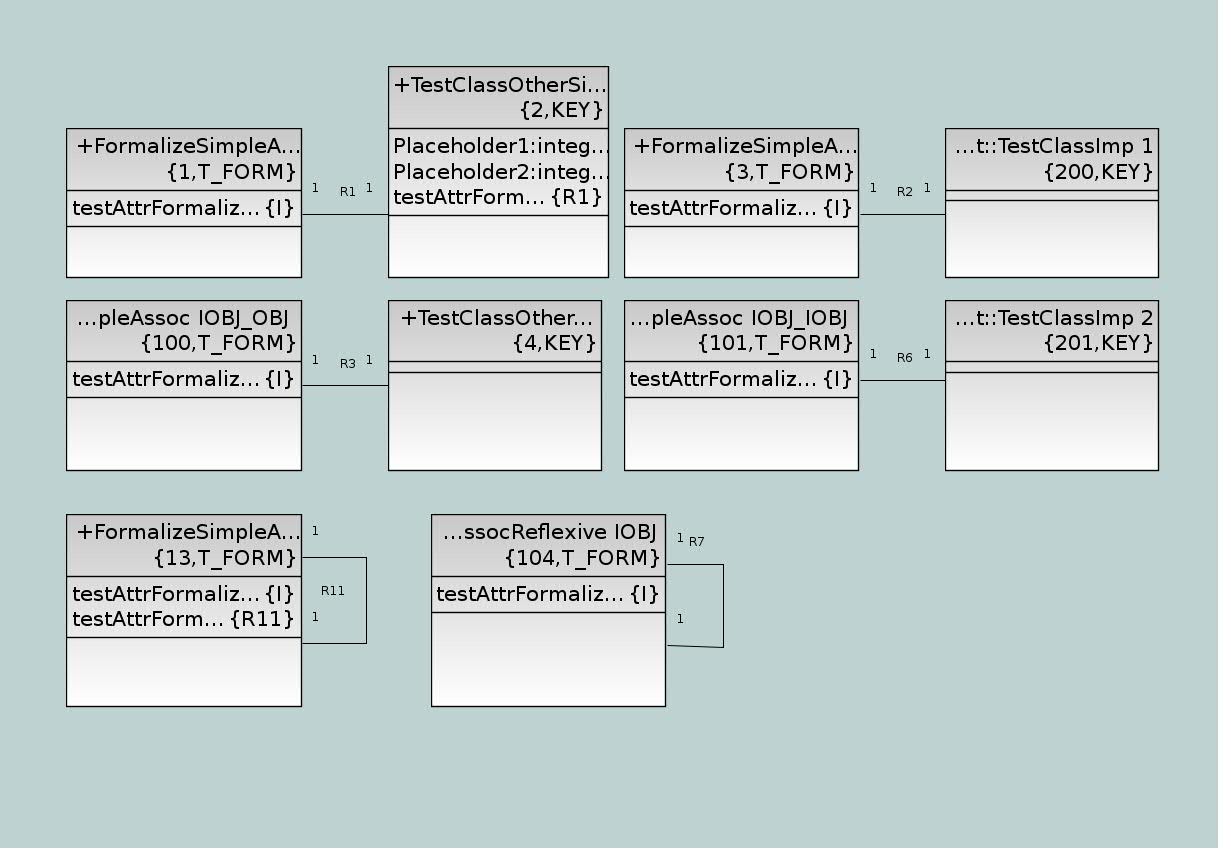 +TestClassOtherSi...
{2,KEY}
Placeholder1:integ...
Placeholder2:integ...
testAttrForm... {R1}
+FormalizeSimpleA...
{1,T_FORM}
testAttrFormaliz... {I}
1 R1 1
+FormalizeSimpleA...
{3,T_FORM}
testAttrFormaliz... {I}
1 R2 1
...t::TestClassImp 1
{200,KEY}
...pleAssoc IOBJ_OBJ
{100,T_FORM}
testAttrFormaliz... {I}
1 R3 1
+TestClassOther...
{4,KEY}
...pleAssoc IOBJ_IOBJ
{101,T_FORM}
testAttrFormaliz... {I}
1 R6 1
...t::TestClassImp 2
{201,KEY}
+FormalizeSimpleA...
{13,T_FORM}
testAttrFormaliz... {I}
testAttrForm... {R11}
1
R11
1
...ssocReflexive IOBJ
{104,T_FORM}
testAttrFormaliz... {I}
1 R7
1